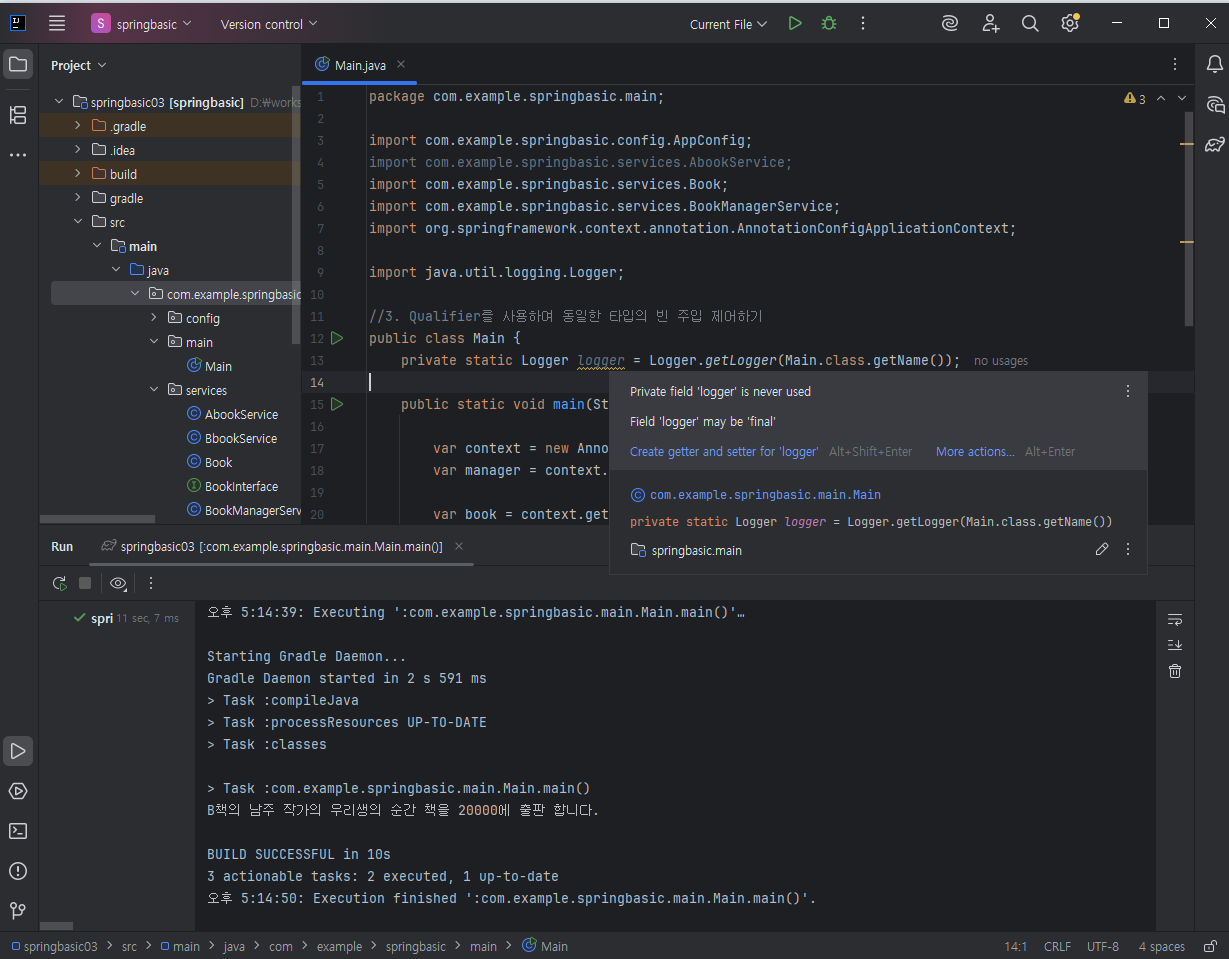 S springbasic
Version control
Current File
Project
Main.java
springbasic03 [springbasic] D:₩works
.gradle
.idea
build
gradle
src
main
java
com.example.springbasic
config
main
Main
services
AbookService
BbookService
Book
BookInterface
BookManagerServ
3
1 package com.example.springbasic.main;
2
3 import com.example.springbasic.config.AppConfig;
4 import com.example.springbasic.services.AbookService;
5 import com.example.springbasic.services.Book;
6 import com.example.springbasic.services.BookManagerService;
7 import org.springframework.context.annotation.AnnotationConfigApplicationContext;
8
9 import java.util.logging.Logger;
10
11 //3. Qualifier를 사용하여 동일한 타입의 빈 주입 제어하기
12 public class Main {
13 private static Logger logger = Logger.getLogger(Main.class.getName()); no usages
14
15 public static void main(St
16
17 var context = new Anno
18 var manager = context.
19
20 var book = context.get
Private field 'logger' is never used
Field 'logger' may be 'final'
Create getter and setter for 'logger' Alt+Shift+Enter More actions... Alt+Enter
com.example.springbasic.main.Main
private static Logger logger = Logger.getLogger(Main.class.getName())
springbasic.main
Run
springbasic03 [:com.example.springbasic.main.Main.main()]
spri 11 sec, 7 ms
오후 5:14:39: Executing ':com.example.springbasic.main.Main.main()'…
Starting Gradle Daemon...
Gradle Daemon started in 2 s 591 ms
> Task :compileJava
> Task :processResources UP-TO-DATE
> Task :classes
> Task :com.example.springbasic.main.Main.main()
B책의 남주 작가의 우리생의 순간 책을 20000에 출판 합니다.
BUILD SUCCESSFUL in 10s
3 actionable tasks: 2 executed, 1 up-to-date
오후 5:14:50: Execution finished ':com.example.springbasic.main.Main.main()'.
springbasic03 > src > main > java > com > example > springbasic > main > Main
14:1 CRLF UTF-8 4 spaces